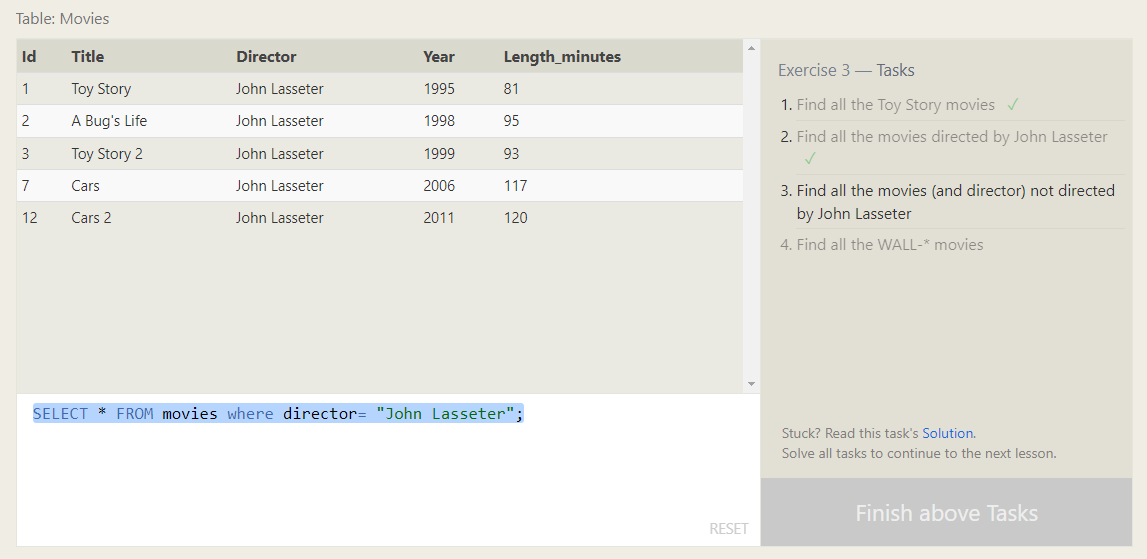 Table: Movies
Id Title Director Year Length_minutes
1 Toy Story John Lasseter 1995 81
2 A Bug's Life John Lasseter 1998 95
3 Toy Story 2 John Lasseter 1999 93
7 Cars John Lasseter 2006 117
12 Cars 2 John Lasseter 2011 120
SELECT * FROM movies where director= "John Lasseter";
RESET
Exercise 3 — Tasks
1. Find all the Toy Story movies ✓
2. Find all the movies directed by John Lasseter
✓
3. Find all the movies (and director) not directed
by John Lasseter
4. Find all the WALL-* movies
Stuck? Read this task's Solution.
Solve all tasks to continue to the next lesson.
Finish above Tasks